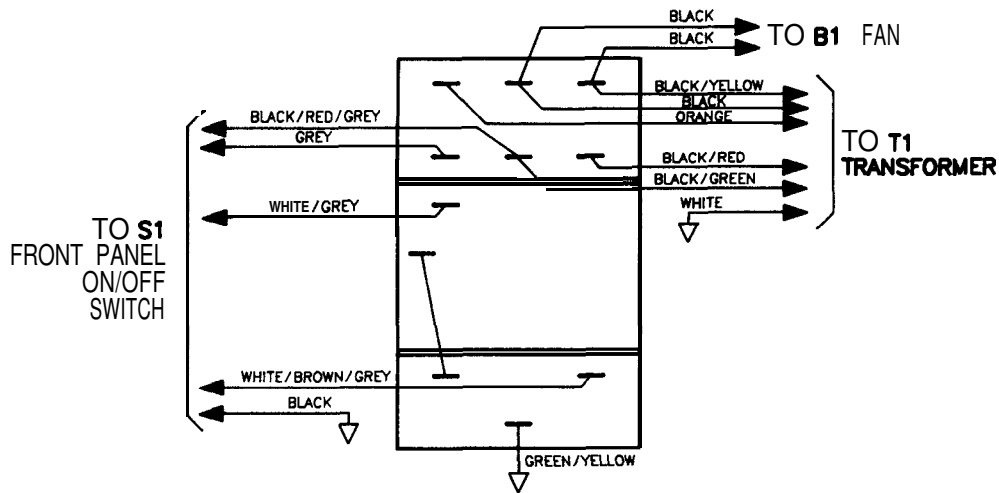 BLACK
BLACK
TO B1 FAN
BLACK/YELLOW
BLACK
ORANGE
BLACK/RED/GREY
GREY
TO T1
TRANSFORMER
BLACK/RED
BLACK/GREEN
WHITE
WHITE/GREY
TO S1
FRONT PANEL
ON/OFF
SWITCH
WHITE/BROWN/GREY
BLACK
GREEN/YELLOW